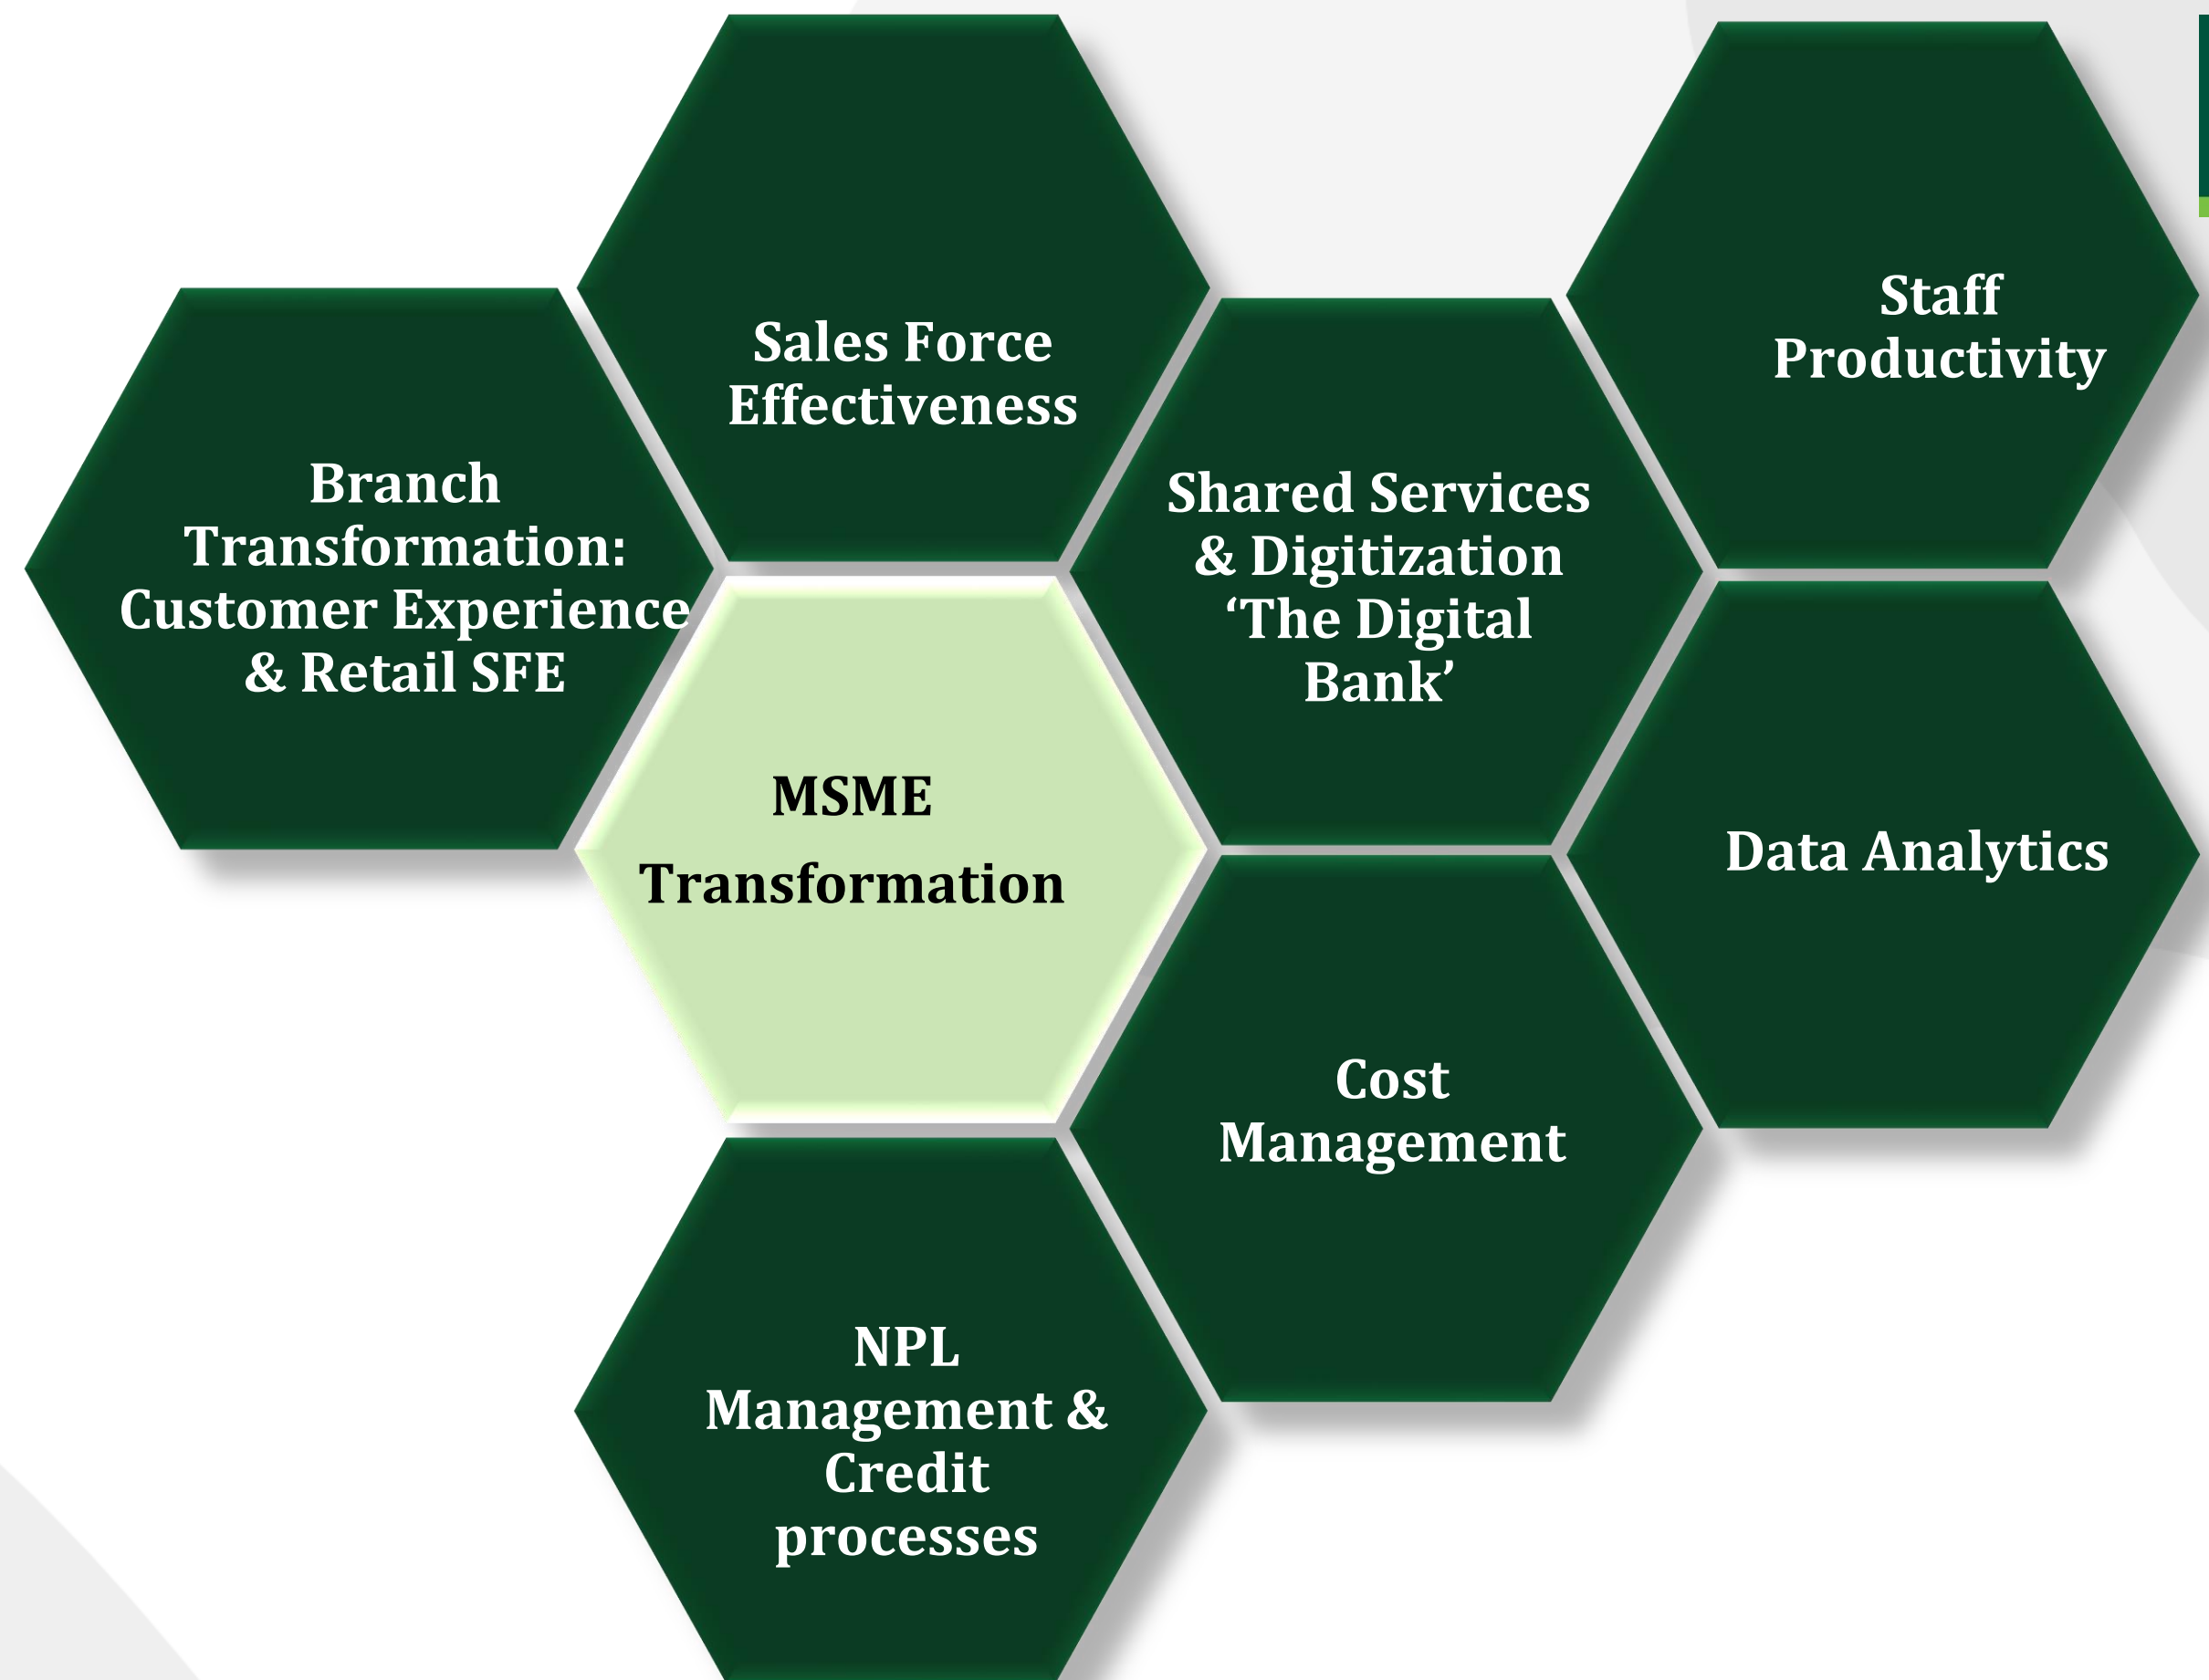 Sales Force
Effectiveness
Staff
Productivity
Branch
Transformation:
Customer Experience
& Retail SFE
Shared Services
& Digitization
‘The Digital
Bank’
MSME
Transformation
Data Analytics
Cost
Management
NPL
Management &
Credit
processes